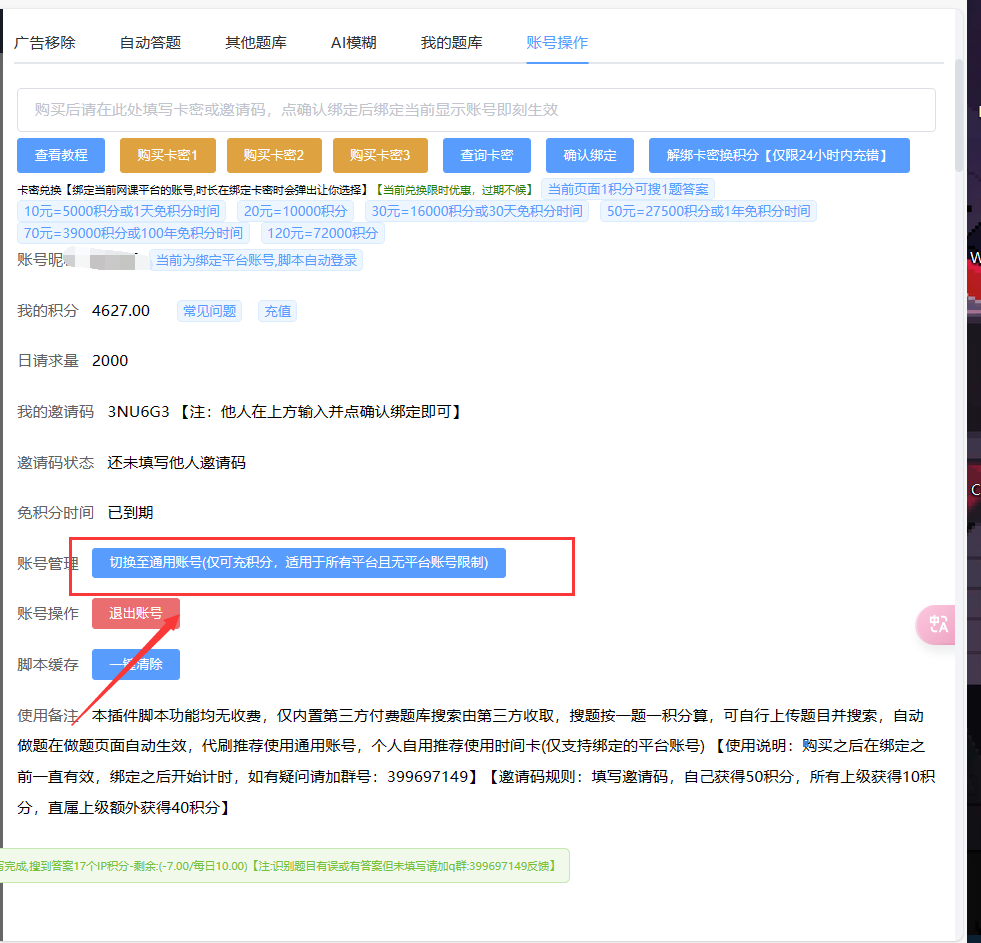 广告移除 自动答题 其他题库 AI模糊 我的题库 账号操作
购买后请在此处填写卡密或邀请码，点确认绑定后绑定当前显示账号即刻生效
查看教程 购买卡密1 购买卡密2 购买卡密3 查询卡密 确认绑定 解绑卡密换积分【仅限24小时内充错】
卡密兑换【绑定当前网课平台的账号,时长在绑定卡密时会弹出让你选择】【当前兑换限时优惠，过期不候】 当前页面1积分可搜1题答案
10元=5000积分或1天免积分时间 20元=10000积分 30元=16000积分或30天免积分时间 50元=27500积分或1年免积分时间
70元=39000积分或100年免积分时间 120元=72000积分
账号昵 当前为绑定平台账号,脚本自动登录
我的积分 4627.00 常见问题 充值
日请求量 2000
我的邀请码 3NU6G3 【注：他人在上方输入并点确认绑定即可】
邀请码状态 还未填写他人邀请码
免积分时间 已到期
账号管理 切换至通用账号(仅可充积分，适用于所有平台且无平台账号限制)
账号操作 退出账号
脚本缓存 一键清除
使用备注 本插件脚本功能均无收费，仅内置第三方付费题库搜索由第三方收取，搜题按一题一积分算，可自行上传题目并搜索，自动
做题在做题页面自动生效，代刷推荐使用通用账号，个人自用推荐使用时间卡(仅支持绑定的平台账号) 【使用说明：购买之后在绑定之
前一直有效，绑定之后开始计时，如有疑问请加群号：399697149】【邀请码规则：填写邀请码，自己获得50积分，所有上级获得10积
分，直属上级额外获得40积分】
写完成,搜到答案17个IP积分-剩余:(-7.00/每日10.00)【注:识别题目有误或有答案但未填写请加q群:399697149反馈】